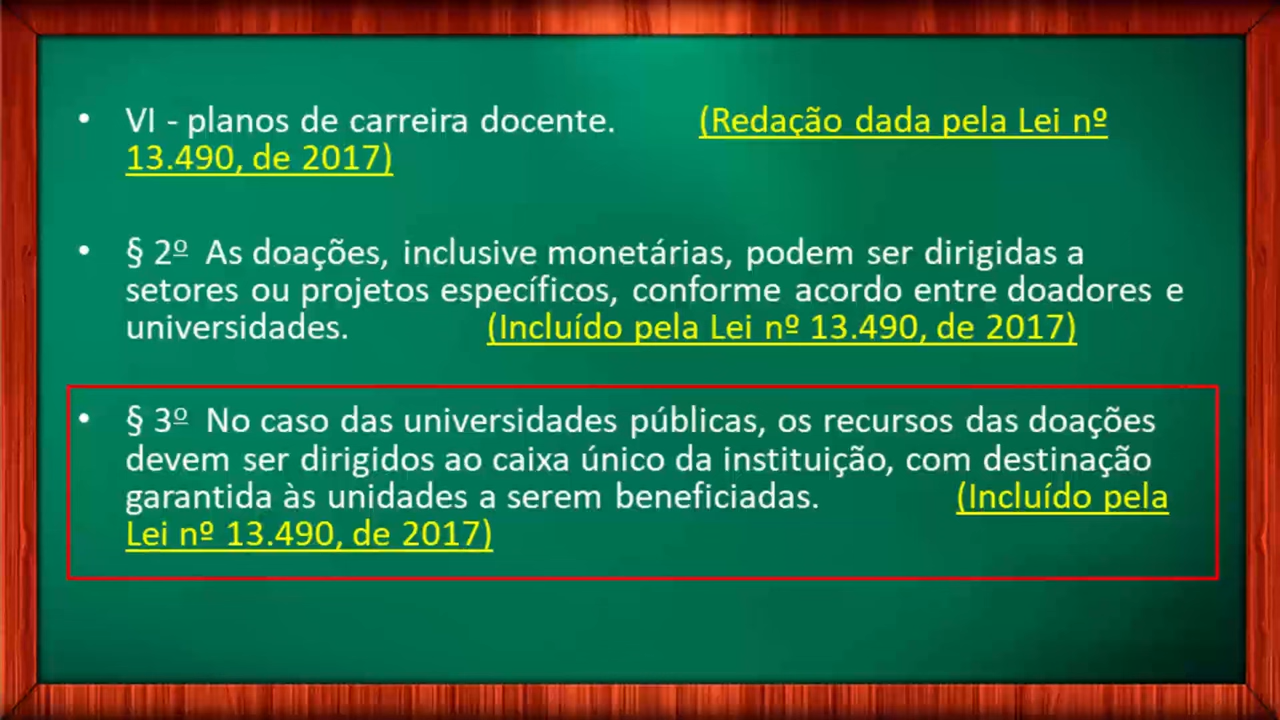 • VI - planos de carreira docente. (Redação dada pela Lei nº
13.490, de 2017)
• § 2º As doações, inclusive monetárias, podem ser dirigidas a
setores ou projetos específicos, conforme acordo entre doadores e
universidades. (Incluído pela Lei nº 13.490, de 2017)
• § 3º No caso das universidades públicas, os recursos das doações
devem ser dirigidos ao caixa único da instituição, com destinação
garantida às unidades a serem beneficiadas. (Incluído pela
Lei nº 13.490, de 2017)